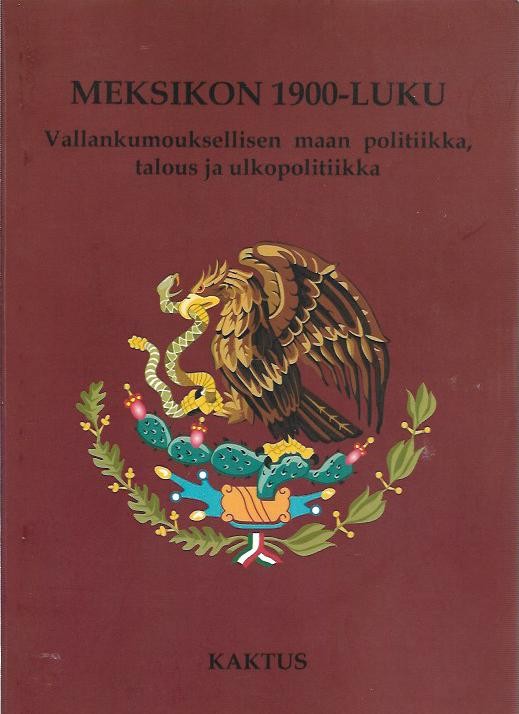 MEKSIKON 1900-LUKU
Vallankumouksellisen maan politiikka,
talous ja ulkopolitiikka
KAKTUS